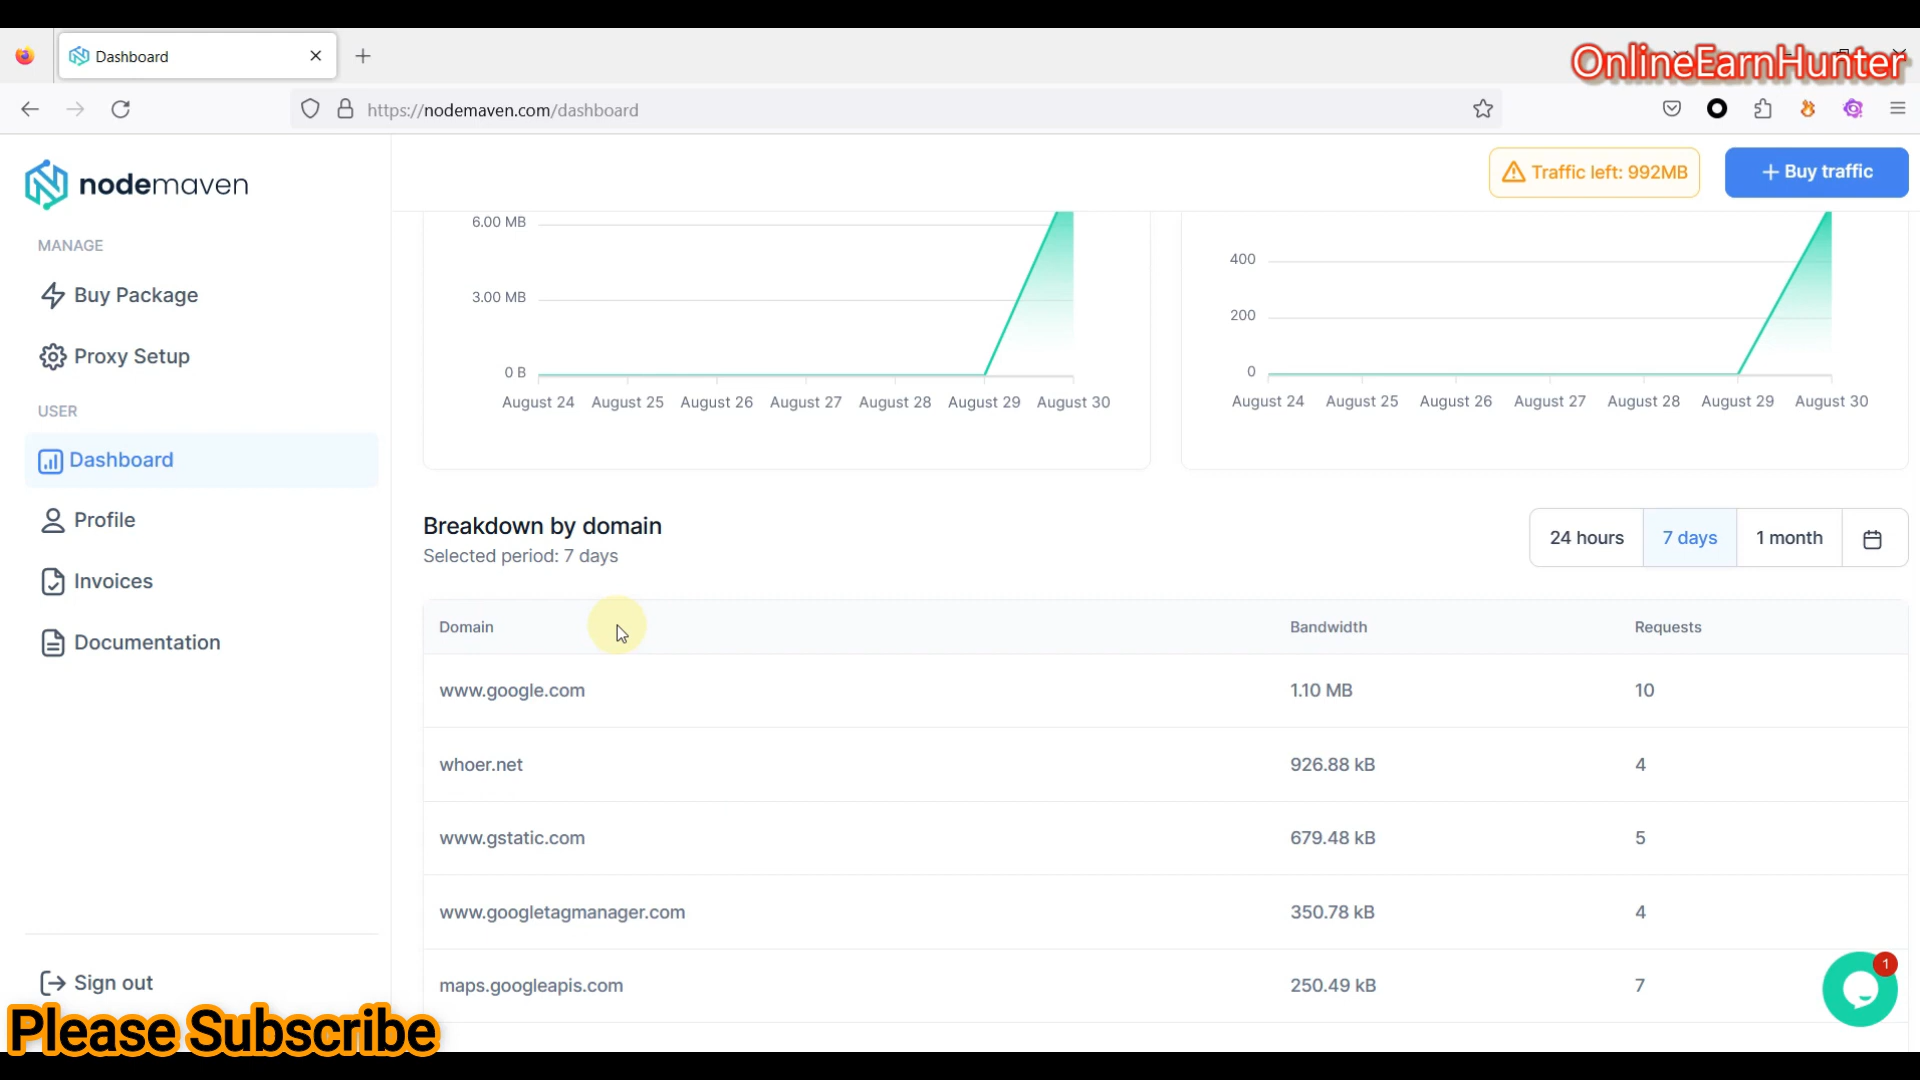 Dashboard
OnlineEarnHunter
https://nodemaven.com/dashboard
nodemaven
Traffic left: 992MB
Buy traffic
MANAGE
Buy Package
Proxy Setup
USER
Dashboard
Profile
Invoices
Documentation
Sign out
6.00 MB
3.00 MB
0 B
August 24 August 25 August 26 August 27 August 28 August 29 August 30
400
200
0
August 24 August 25 August 26 August 27 August 28 August 29 August 30
Breakdown by domain
Selected period: 7 days
24 hours 7 days 1 month
Domain Bandwidth Requests
www.google.com 1.10 MB 10
whoer.net 926.88 kB 4
www.gstatic.com 679.48 kB 5
www.googletagmanager.com 350.78 kB 4
maps.googleapis.com 250.49 kB 7
1
Please Subscribe